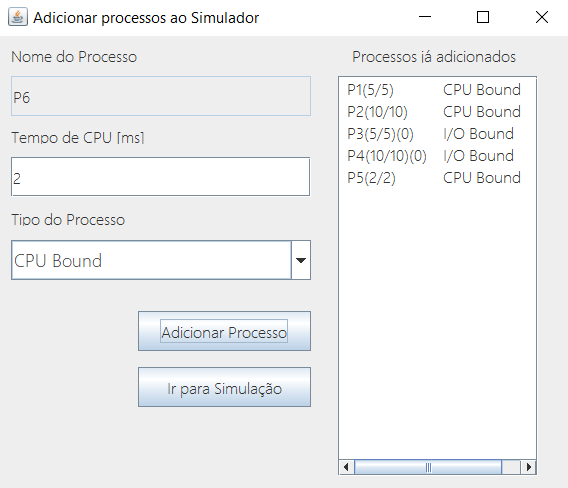 Adicionar processos ao Simulador
Nome do Processo
P6
Tempo de CPU [ms]
2
Tipo do Processo
CPU Bound
Adicionar Processo
Ir para Simulação
Processos já adicionados
P1(5/5) CPU Bound
P2(10/10) CPU Bound
P3(5/5)(0) I/O Bound
P4(10/10)(0) I/O Bound
P5(2/2) CPU Bound